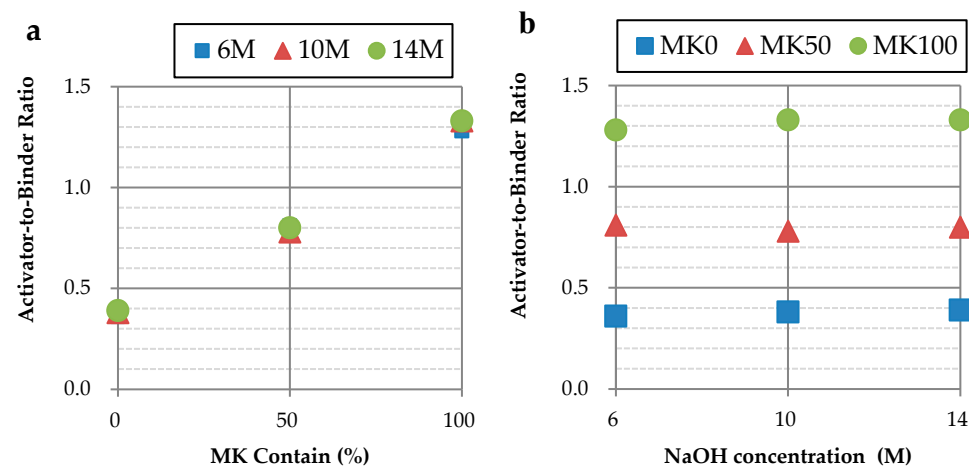 a
6M 10M 14M
Activator-to-Binder Ratio
1.5
1.0
0.5
0.0
0 50 100
MK Contain (%)
b
MK0 MK50 MK100
Activator-to-Binder Ratio
1.5
1.0
0.5
0.0
6 10 14
NaOH concentration (M)